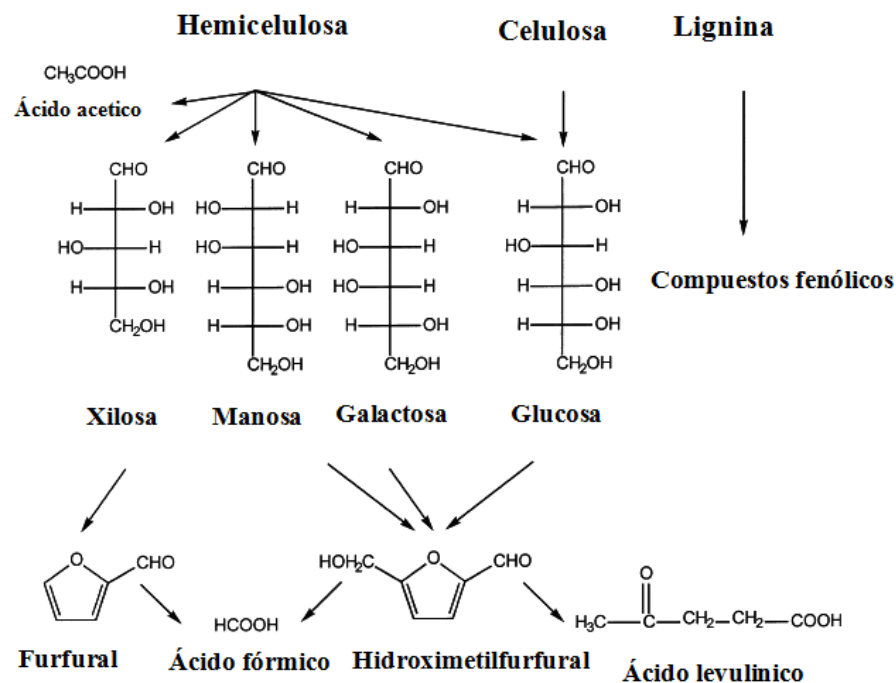 Hemicelulosa
Celulosa
Lignina
CH₃COOH
Ácido acetico
CHO
H OH
HO H
H OH
CH₂OH
CHO
HO H
HO H
H OH
H OH
CH₂OH
CHO
H OH
HO H
HO H
H OH
CH₂OH
CHO
H OH
HO H
H OH
H OH
CH₂OH
Compuestos fenólicos
Xilosa
Manosa
Galactosa
Glucosa
O
CHO
HOH₂C
O
CHO
O
H₃C C CH₂ CH₂ COOH
HCOOH
Furfural
Ácido fórmico
Hidroximetilfurfural
Ácido levulinico